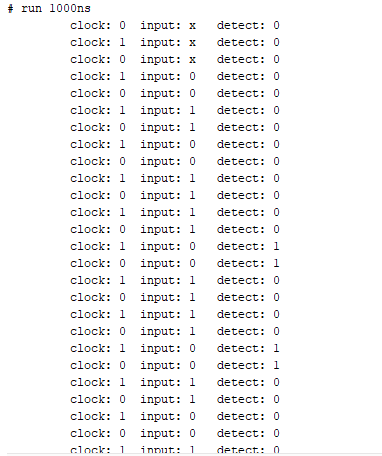 # run 1000ns
clock: 0 input: x detect: 0
clock: 1 input: x detect: 0
clock: 0 input: x detect: 0
clock: 1 input: 0 detect: 0
clock: 0 input: 0 detect: 0
clock: 1 input: 1 detect: 0
clock: 0 input: 1 detect: 0
clock: 1 input: 0 detect: 0
clock: 0 input: 0 detect: 0
clock: 1 input: 1 detect: 0
clock: 0 input: 1 detect: 0
clock: 1 input: 1 detect: 0
clock: 0 input: 1 detect: 0
clock: 1 input: 0 detect: 1
clock: 0 input: 0 detect: 1
clock: 1 input: 1 detect: 0
clock: 0 input: 1 detect: 0
clock: 1 input: 1 detect: 0
clock: 0 input: 1 detect: 0
clock: 1 input: 0 detect: 1
clock: 0 input: 0 detect: 1
clock: 1 input: 1 detect: 0
clock: 0 input: 1 detect: 0
clock: 1 input: 0 detect: 0
clock: 0 input: 0 detect: 0
clock: 1 input: 1 detect: 0